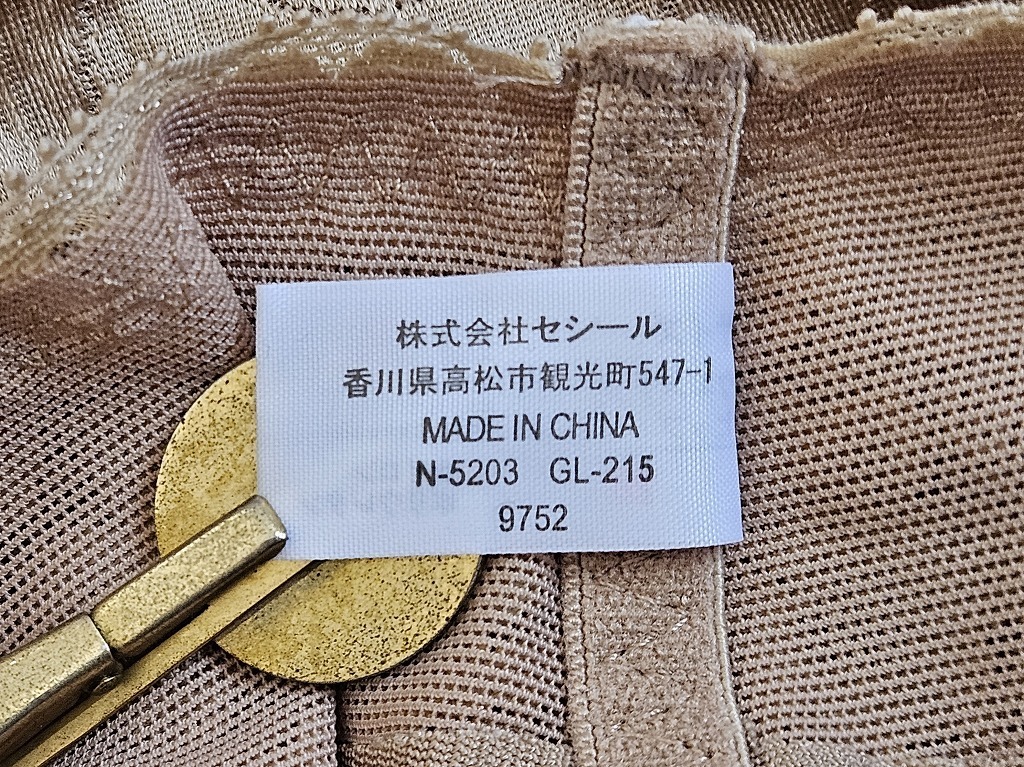 株式会社セシール
香川県高松市観光町547-1
MADE IN CHINA
N-5203 GL-215
9752